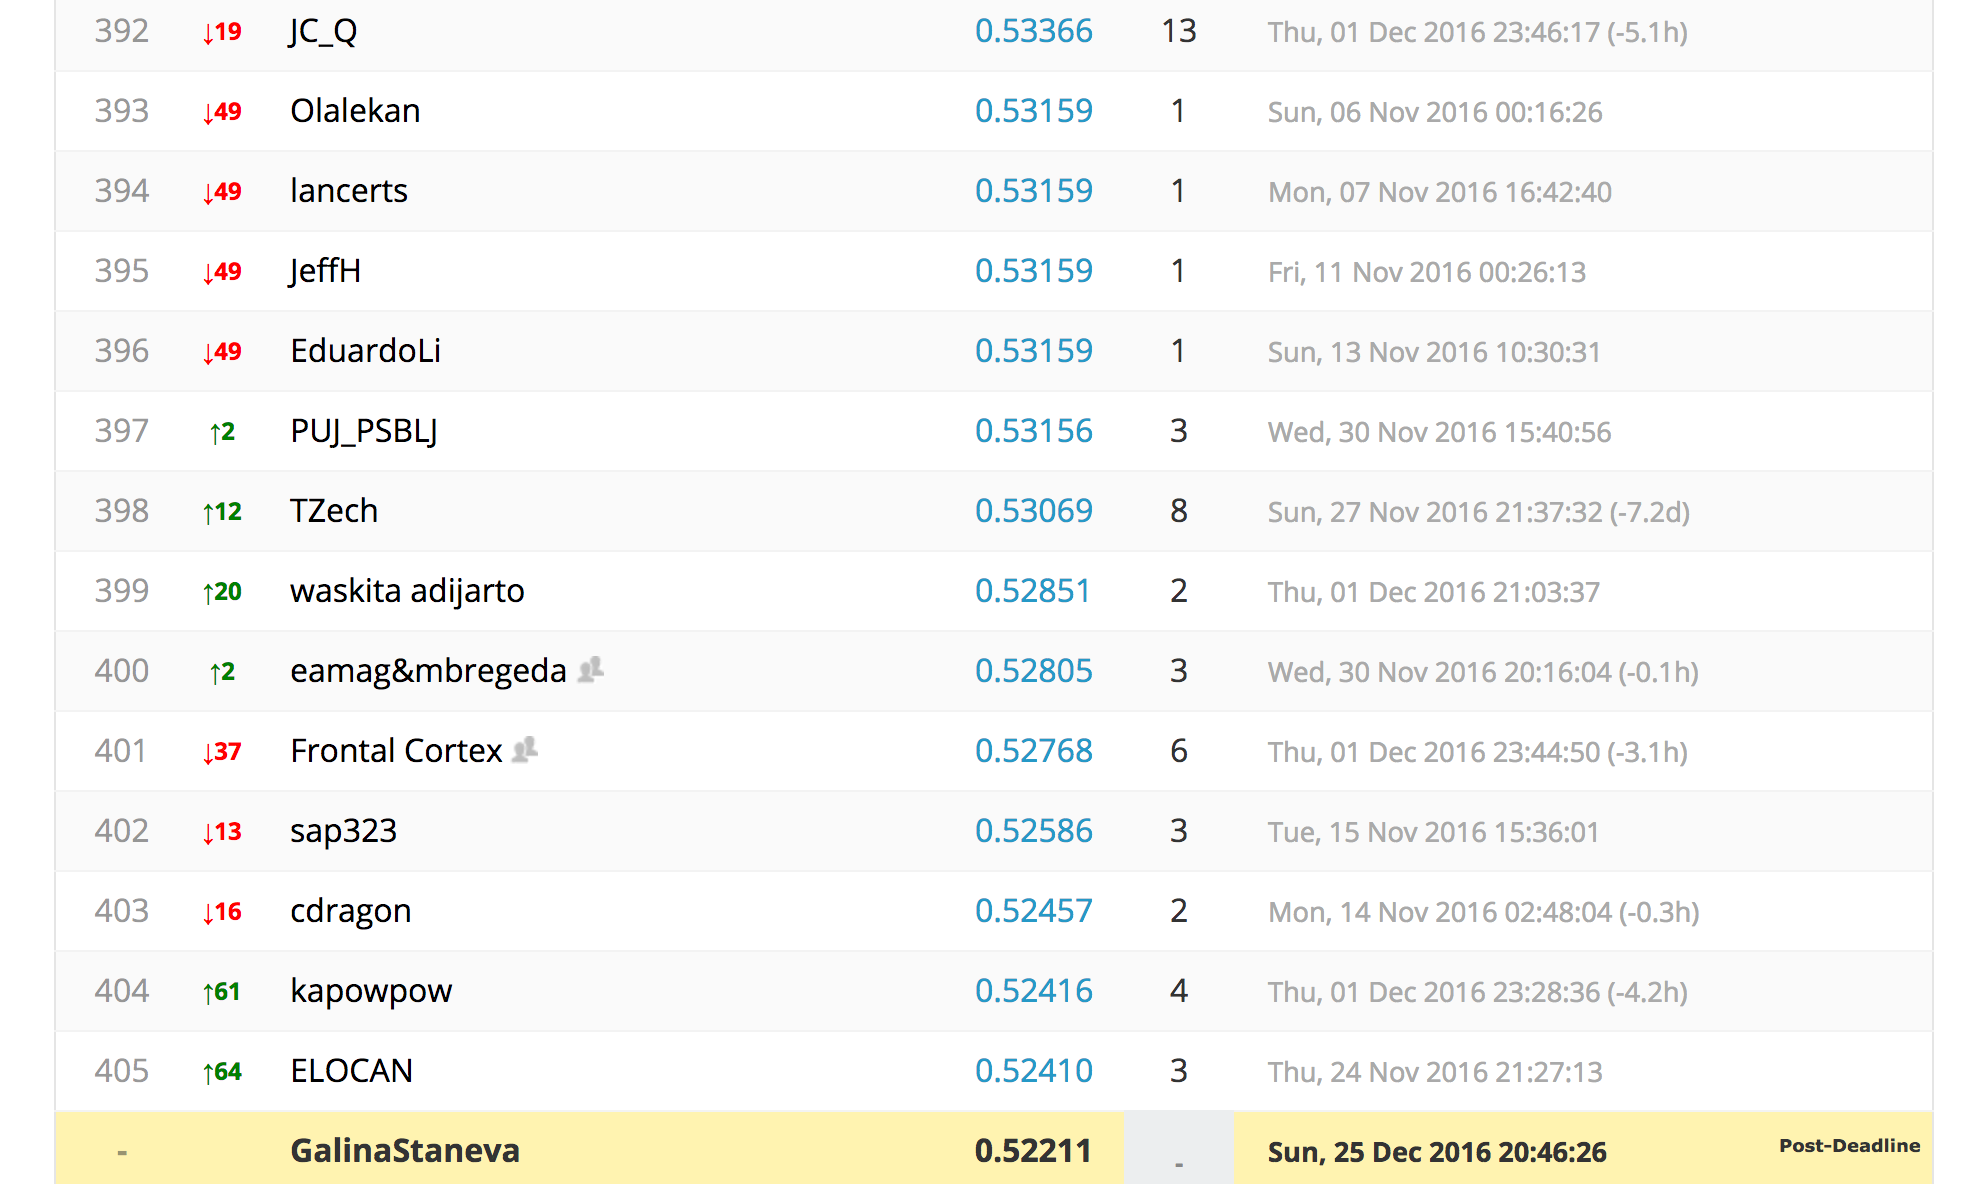 392 ↓19 JC_Q 0.53366 13 Thu, 01 Dec 2016 23:46:17 (-5.1h)
393 ↓49 Olalekan 0.53159 1 Sun, 06 Nov 2016 00:16:26
394 ↓49 lancerts 0.53159 1 Mon, 07 Nov 2016 16:42:40
395 ↓49 JeffH 0.53159 1 Fri, 11 Nov 2016 00:26:13
396 ↓49 EduardoLi 0.53159 1 Sun, 13 Nov 2016 10:30:31
397 ↑2 PUJ_PSBLJ 0.53156 3 Wed, 30 Nov 2016 15:40:56
398 ↑12 TZech 0.53069 8 Sun, 27 Nov 2016 21:37:32 (-7.2d)
399 ↑20 waskita adijarto 0.52851 2 Thu, 01 Dec 2016 21:03:37
400 ↑2 eamag&mbregeda 0.52805 3 Wed, 30 Nov 2016 20:16:04 (-0.1h)
401 ↓37 Frontal Cortex 0.52768 6 Thu, 01 Dec 2016 23:44:50 (-3.1h)
402 ↓13 sap323 0.52586 3 Tue, 15 Nov 2016 15:36:01
403 ↓16 cdragon 0.52457 2 Mon, 14 Nov 2016 02:48:04 (-0.3h)
404 ↑61 kapowpow 0.52416 4 Thu, 01 Dec 2016 23:28:36 (-4.2h)
405 ↑64 ELOCAN 0.52410 3 Thu, 24 Nov 2016 21:27:13
- GalinaStaneva 0.52211 - Sun, 25 Dec 2016 20:46:26 Post-Deadline